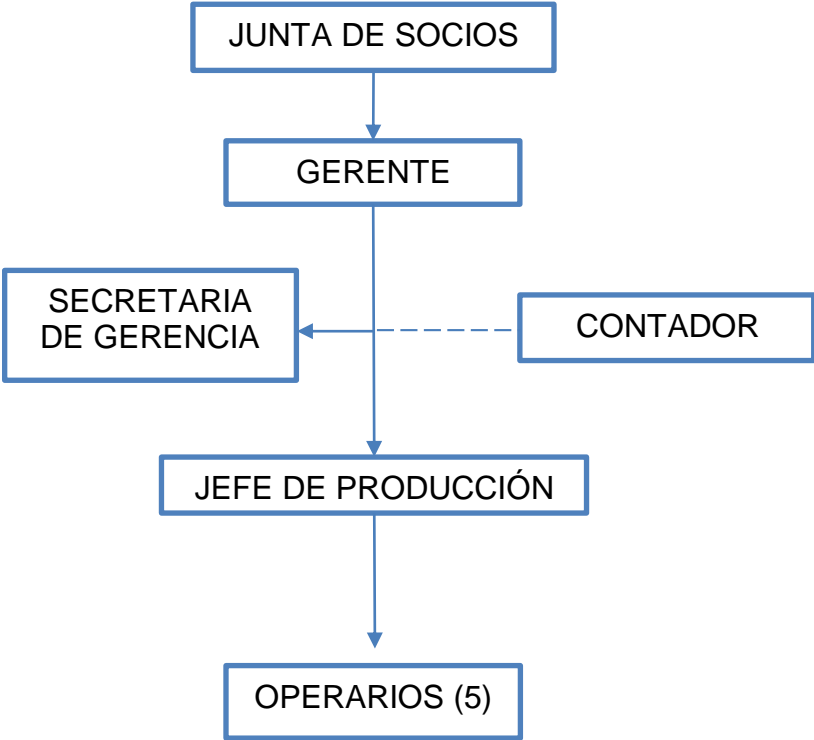 JUNTA DE SOCIOS
GERENTE
SECRETARIA
DE GERENCIA
CONTADOR
JEFE DE PRODUCCIÓN
OPERARIOS (5)